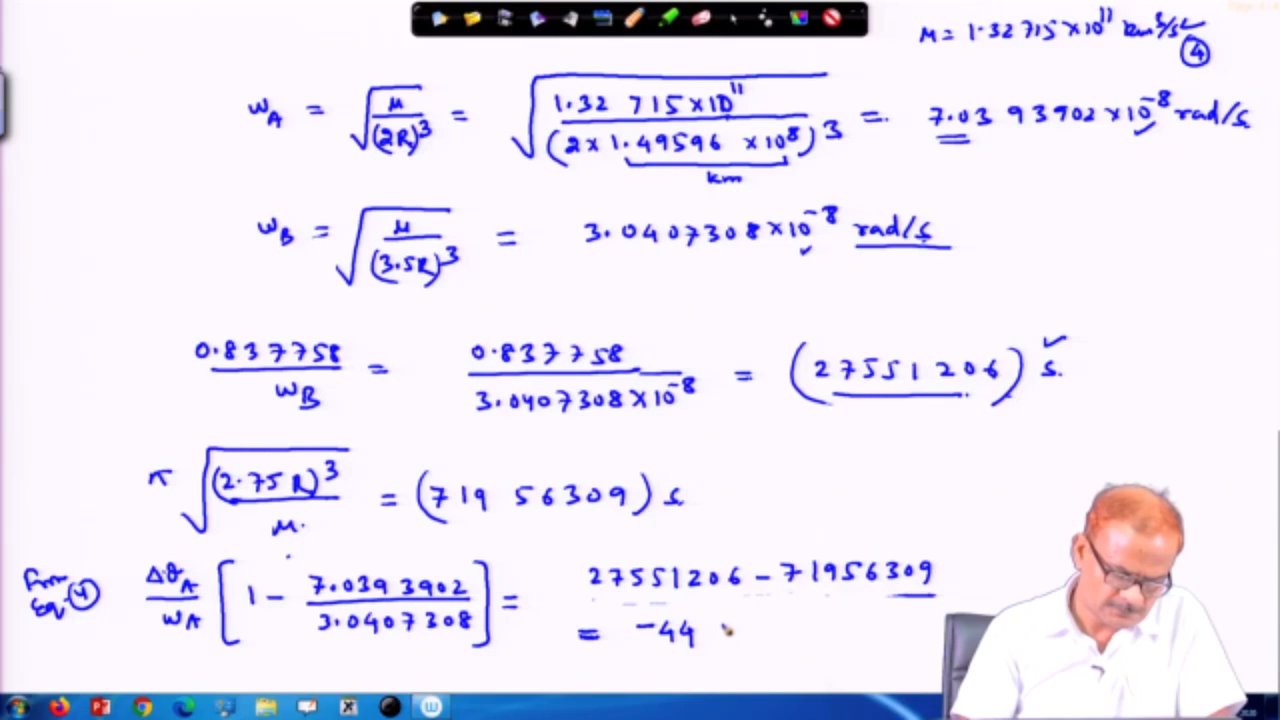 μ = 1.32715×10¹¹ km³/s²
④
ω_A = √(μ/(2R)³) = √(1.32 715×10¹¹/(2×1.49596 ×10⁸)³) = 7.03 93902×10⁻⁸ rad/s
km
ω_B = √(μ/(3.5R)³) = 3.0407308×10⁻⁸ rad/s
0.837758/ω_B = 0.837758/3.0407308×10⁻⁸ = (27551206) s.
π √((2.75R)³/μ.) = (719 56309) s
From Eq. ④ Δθ_A/ω_A [1 - 7.0393902/3.0407308] = 27551206 - 71956309
= -44